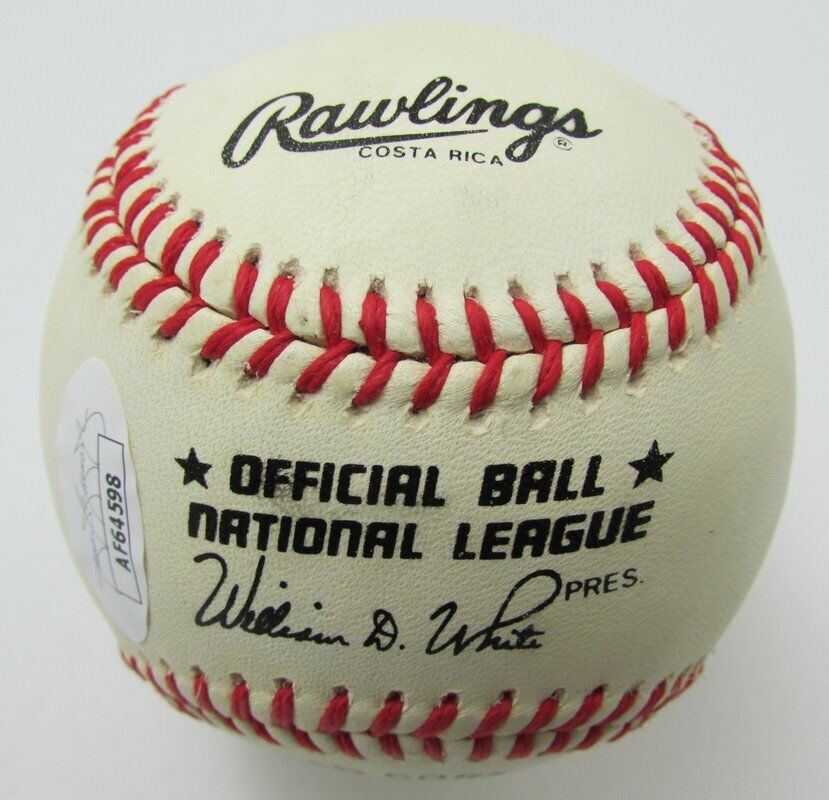 Rawlings ®
COSTA RICA
★ OFFICIAL BALL ★
NATIONAL LEAGUE
William D. White PRES.
AF64598